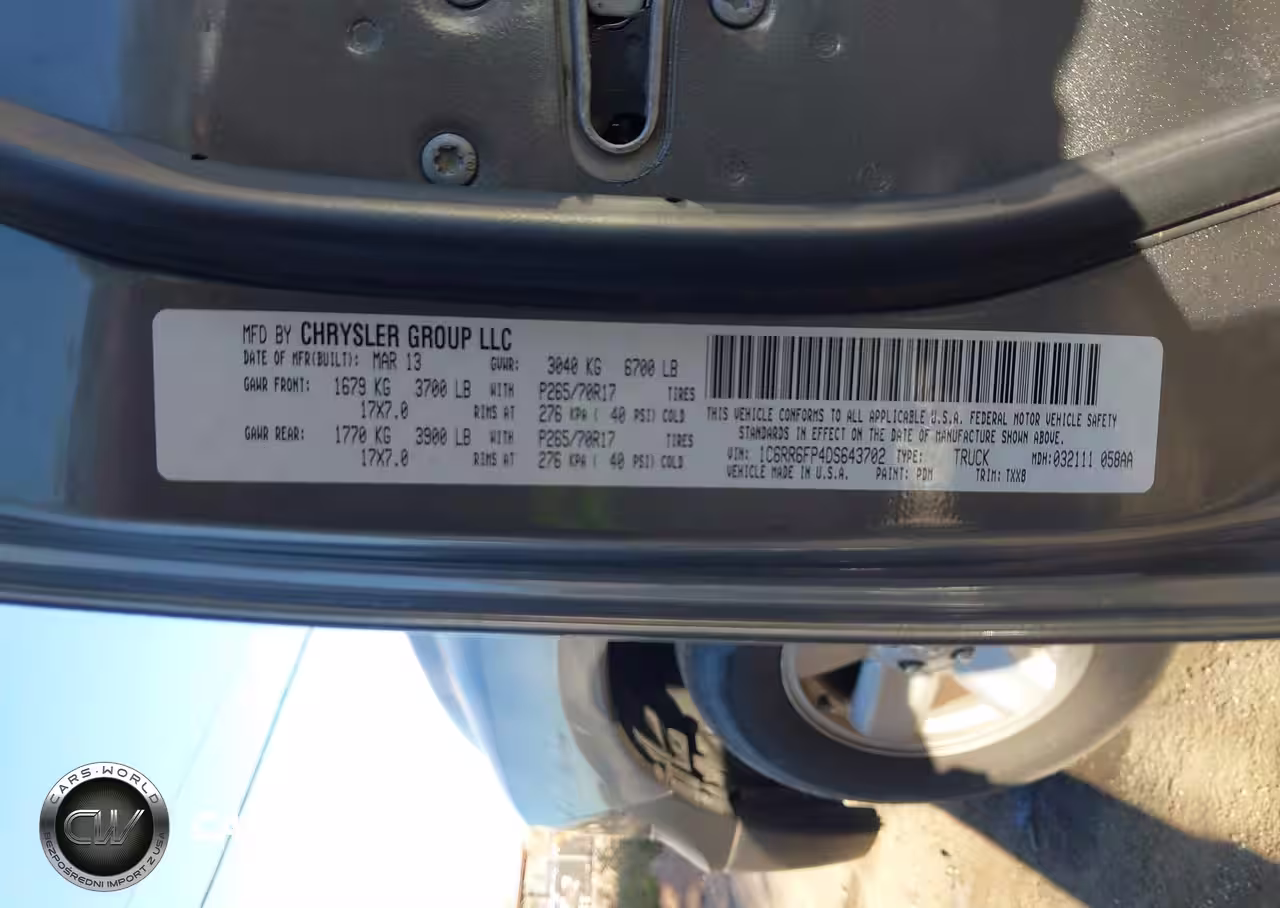 MFD BY CHRYSLER GROUP LLC
DATE OF MFR(BUILT): MAR 13 GVWR: 3040 KG 6700 LB
GAWR FRONT: 1679 KG 3700 LB WITH P265/70R17 TIRES
17X7.0 RIMS AT 276 KPA ( 40 PSI) COLD
GAWR REAR: 1770 KG 3900 LB WITH P265/70R17 TIRES
17X7.0 RIMS AT 276 KPA ( 40 PSI) COLD
THIS VEHICLE CONFORMS TO ALL APPLICABLE U.S.A. FEDERAL MOTOR VEHICLE SAFETY
STANDARDS IN EFFECT ON THE DATE OF MANUFACTURE SHOWN ABOVE.
VIN: 1C6RR6FP4DS643702 TYPE: TRUCK MDH:032111 058AA
VEHICLE MADE IN U.S.A. PAINT: PDM TRIM: TXX8
CARS-WORLD
CW
BEZPOŚREDNI IMPORT Z USA